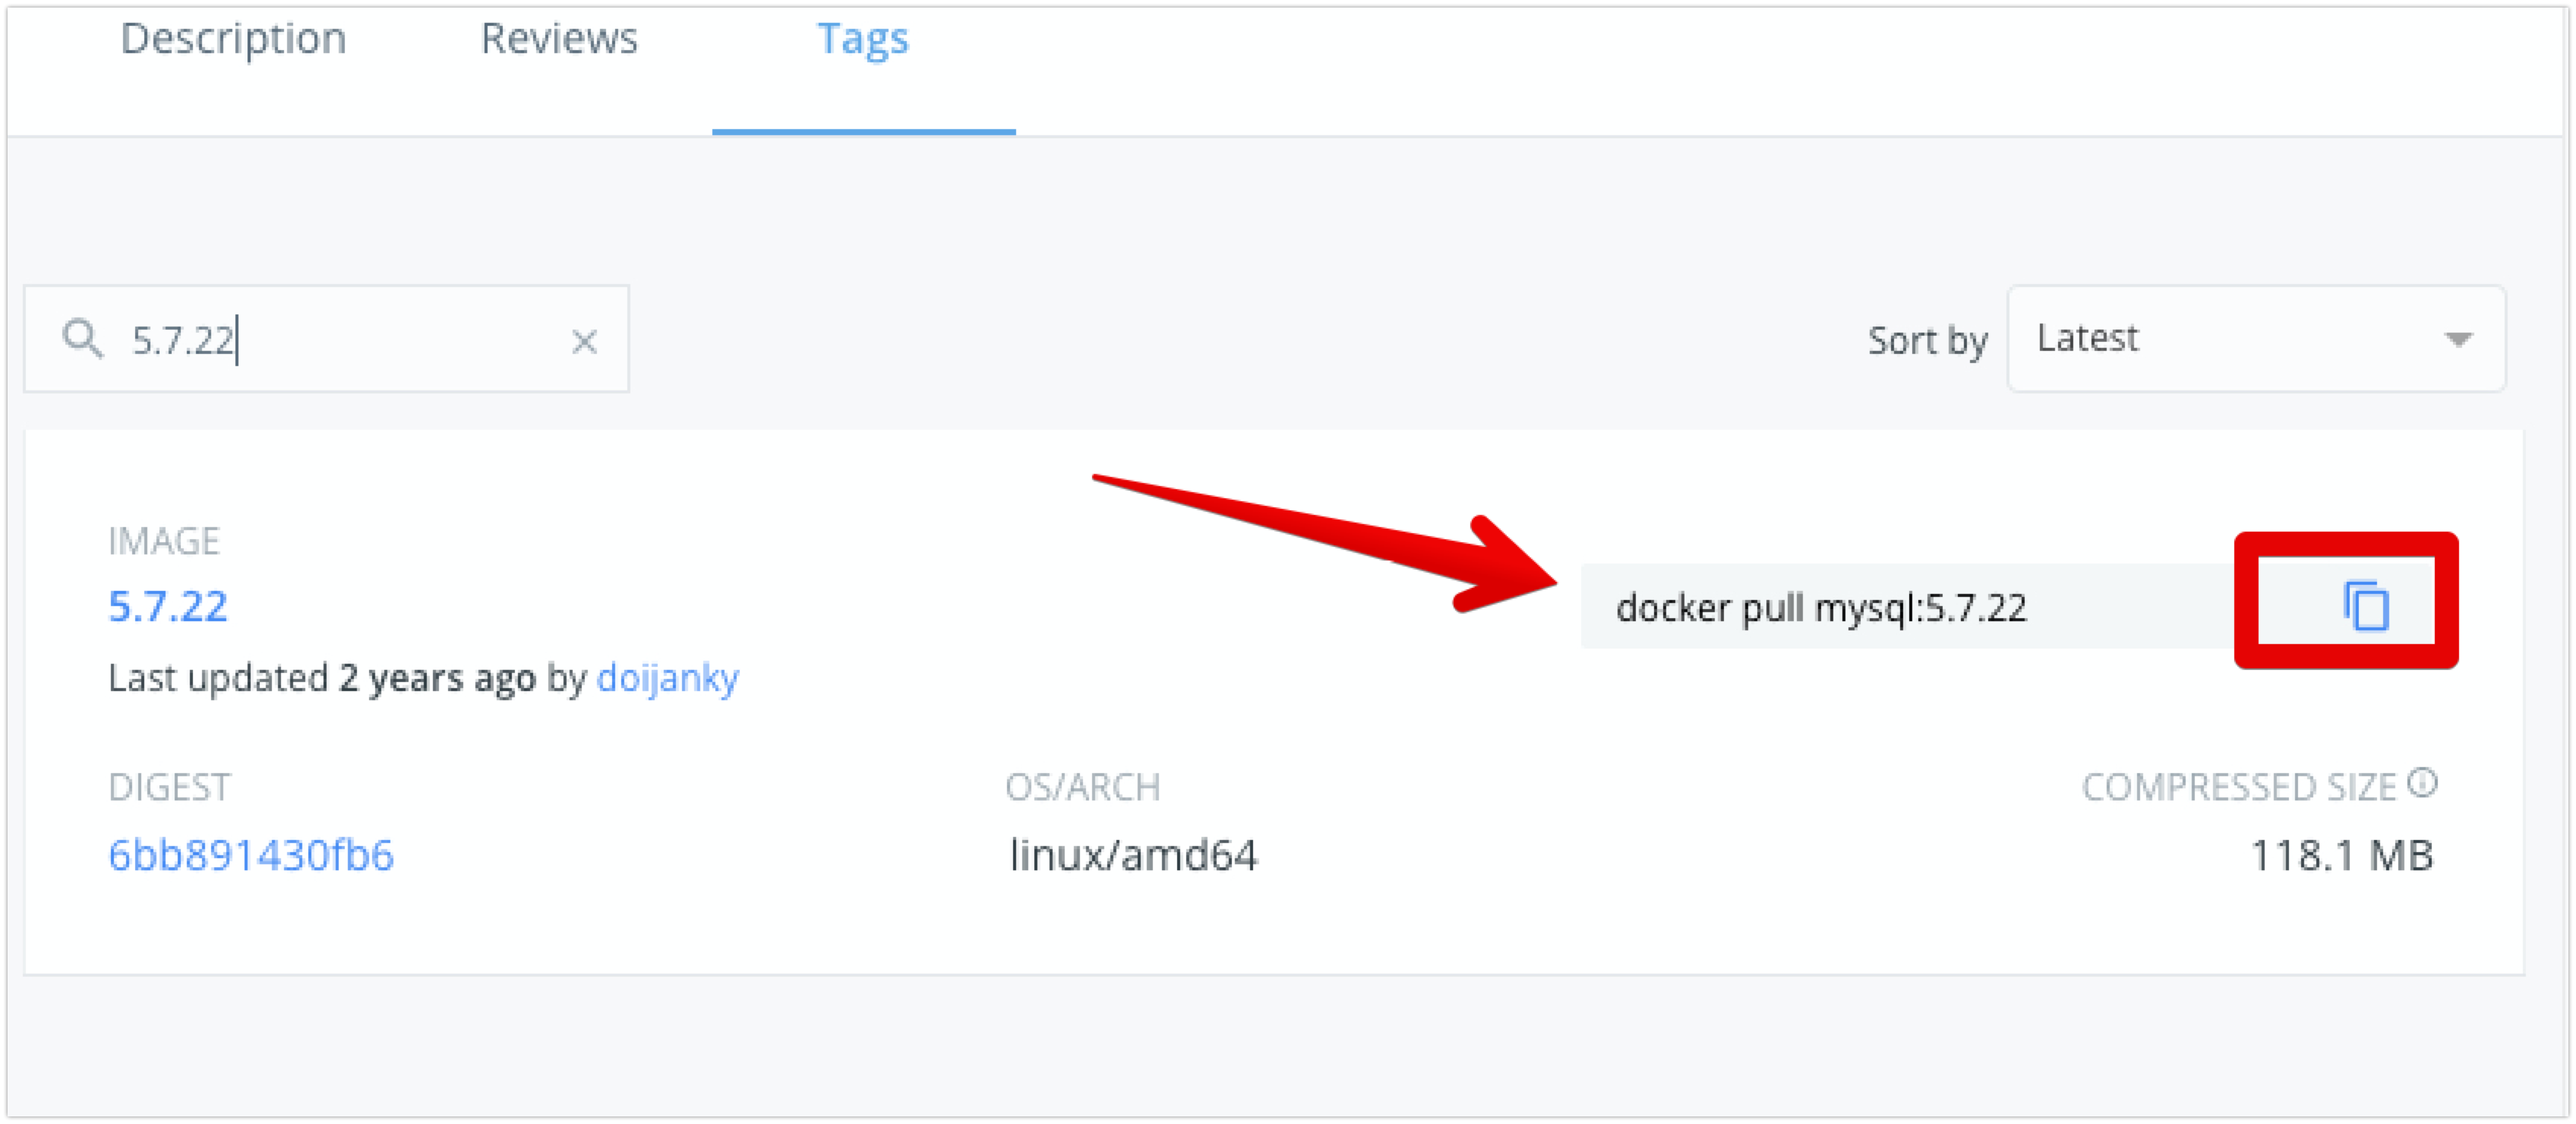 Description Reviews Tags
5.7.22
Sort by Latest
IMAGE
5.7.22
docker pull mysql:5.7.22
Last updated 2 years ago by doijanky
DIGEST OS/ARCH COMPRESSED SIZE
6bb891430fb6 linux/amd64 118.1 MB